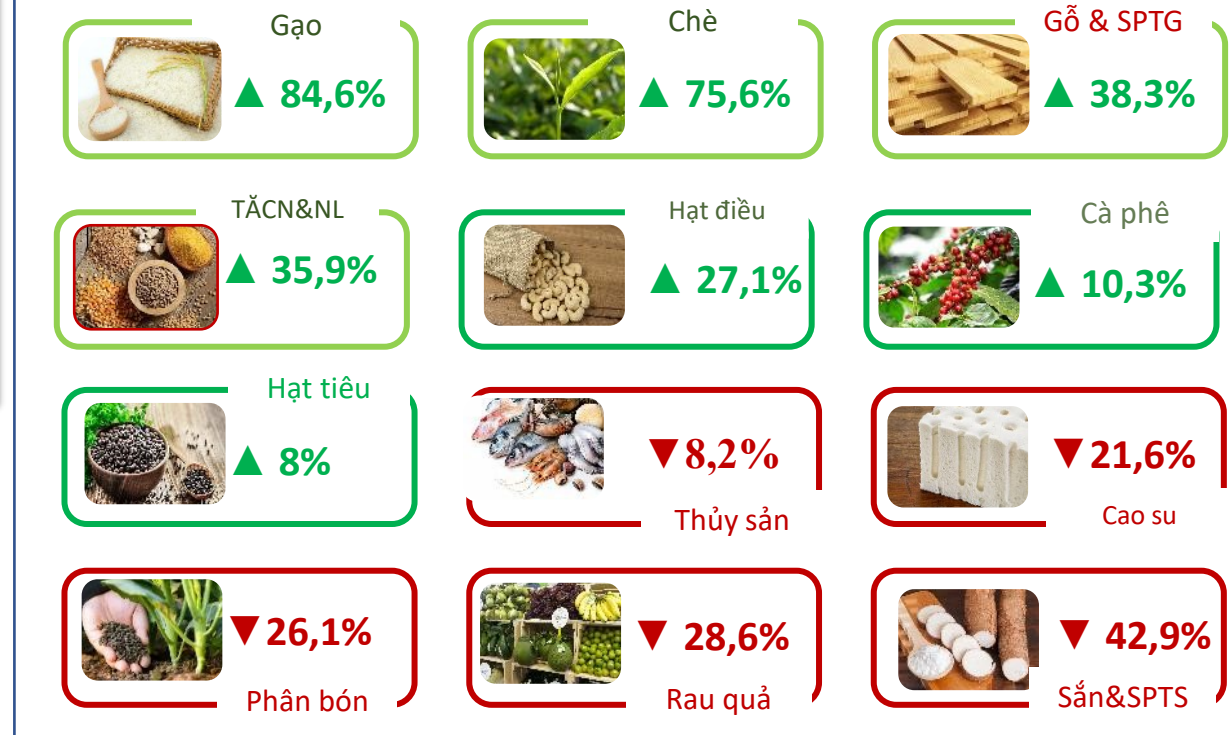 Gạo
▲ 84,6%
Chè
▲ 75,6%
Gỗ & SPTG
▲ 38,3%
TĂCN&NL
▲ 35,9%
Hạt điều
▲ 27,1%
Cà phê
▲ 10,3%
Hạt tiêu
▲ 8%
▼8,2%
Thủy sản
▼21,6%
Cao su
▼26,1%
Phân bón
▼ 28,6%
Rau quả
▼ 42,9%
Sắn&SPTS